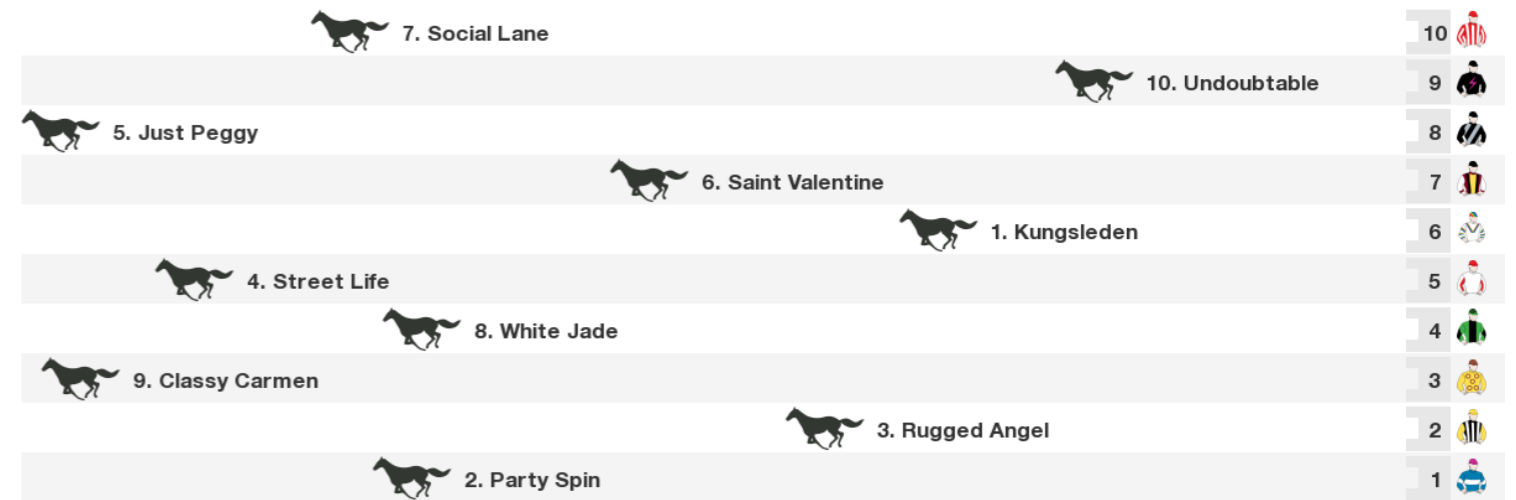 7. Social Lane 10
10. Undoubtable 9
5. Just Peggy 8
6. Saint Valentine 7
1. Kungsleden 6
4. Street Life 5
8. White Jade 4
9. Classy Carmen 3
3. Rugged Angel 2
2. Party Spin 1